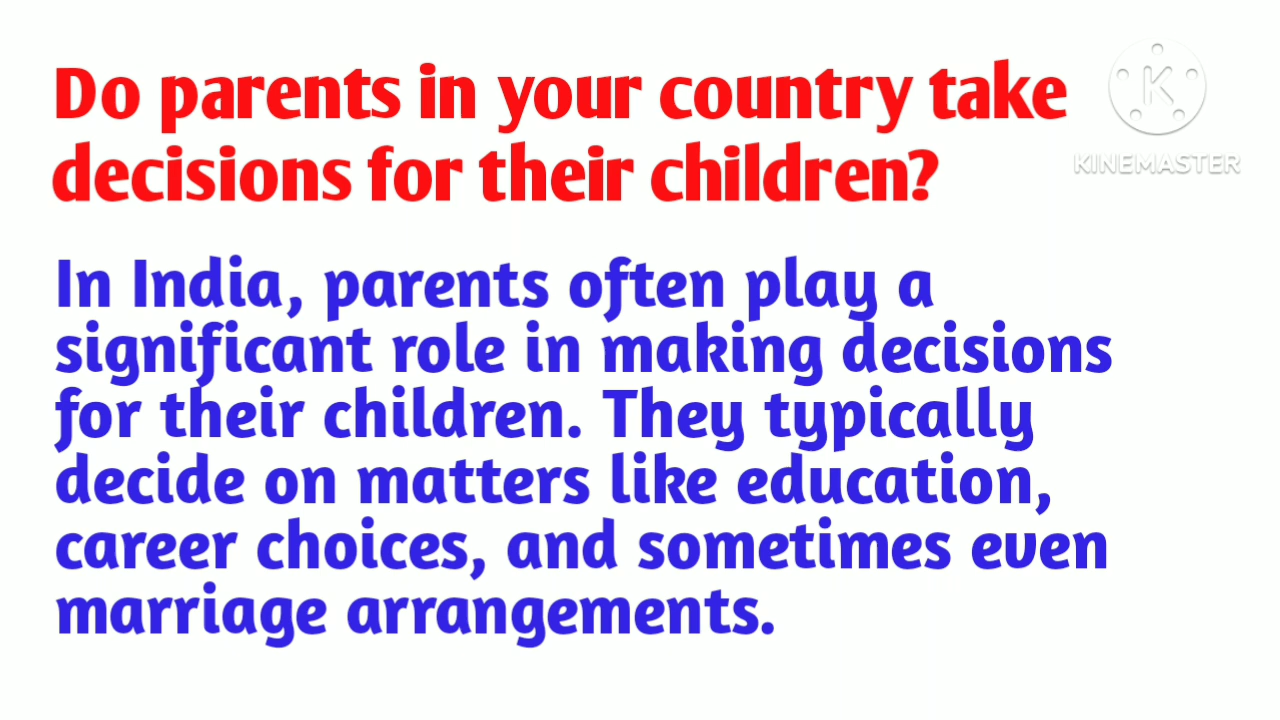 Do parents in your country take
decisions for their children?
KINEMASTER
In India, parents often play a
significant role in making decisions
for their children. They typically
decide on matters like education,
career choices, and sometimes even
marriage arrangements.